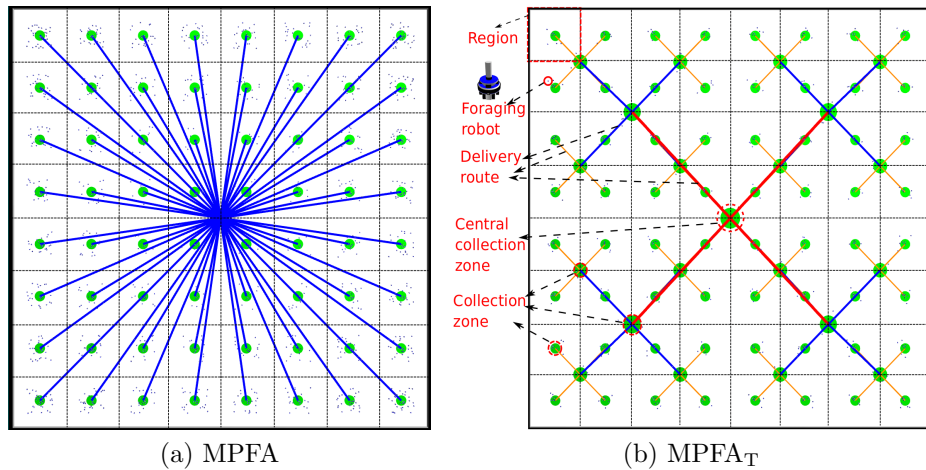 Region
Foraging
robot
Delivery
route
Central
collection
zone
Collection
zone
(a) MPFA
(b) MPFA_T